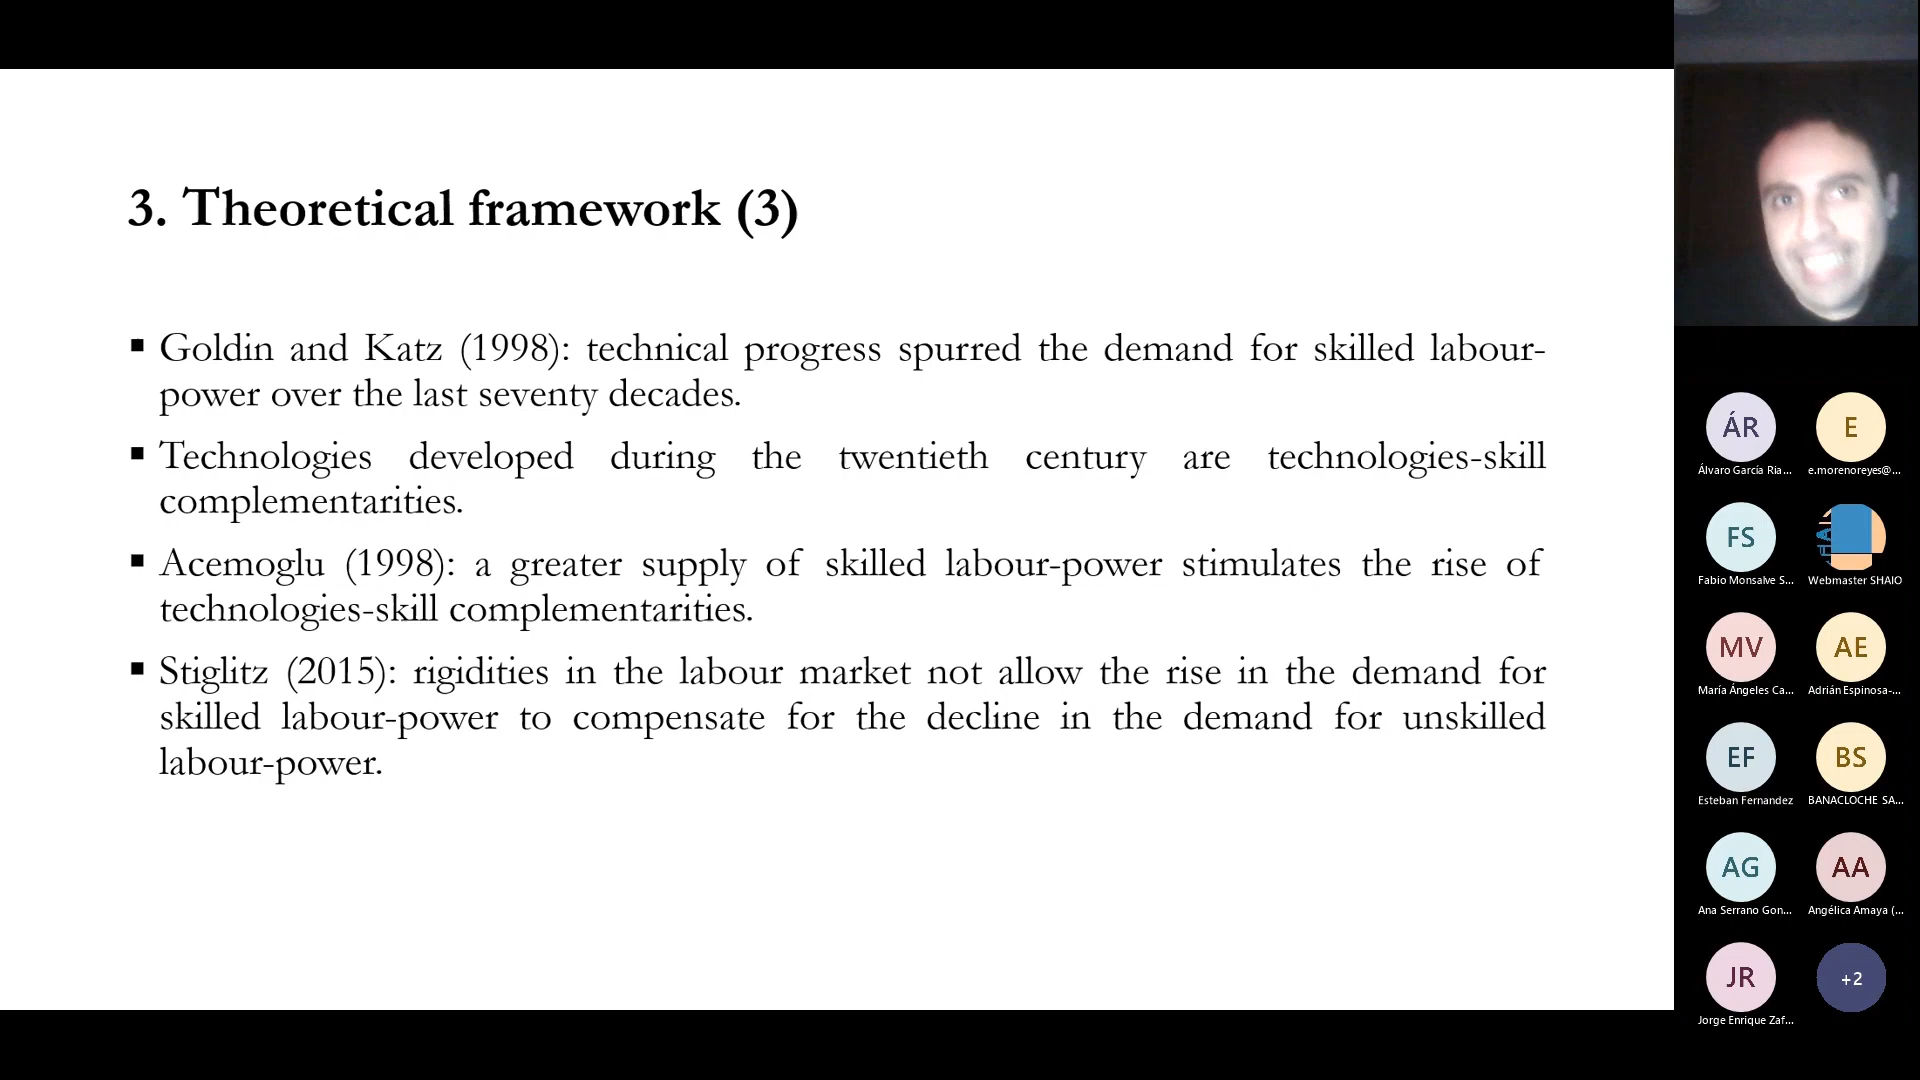 3. Theoretical framework (3)
▪ Goldin and Katz (1998): technical progress spurred the demand for skilled labour-
power over the last seventy decades.
▪ Technologies developed during the twentieth century are technologies-skill
complementarities.
▪ Acemoglu (1998): a greater supply of skilled labour-power stimulates the rise of
technologies-skill complementarities.
▪ Stiglitz (2015): rigidities in the labour market not allow the rise in the demand for
skilled labour-power to compensate for the decline in the demand for unskilled
labour-power.
ÁR
E
Álvaro García Ria...
e.morenoreyes@...
FS
Fabio Monsalve S...
Webmaster SHAIO
MV
AE
María Ángeles Ca...
Adrián Espinosa-...
EF
BS
Esteban Fernandez
BANACLOCHE SA...
AG
AA
Ana Serrano Gon...
Angélica Amaya (...
JR
+2
Jorge Enrique Zaf...